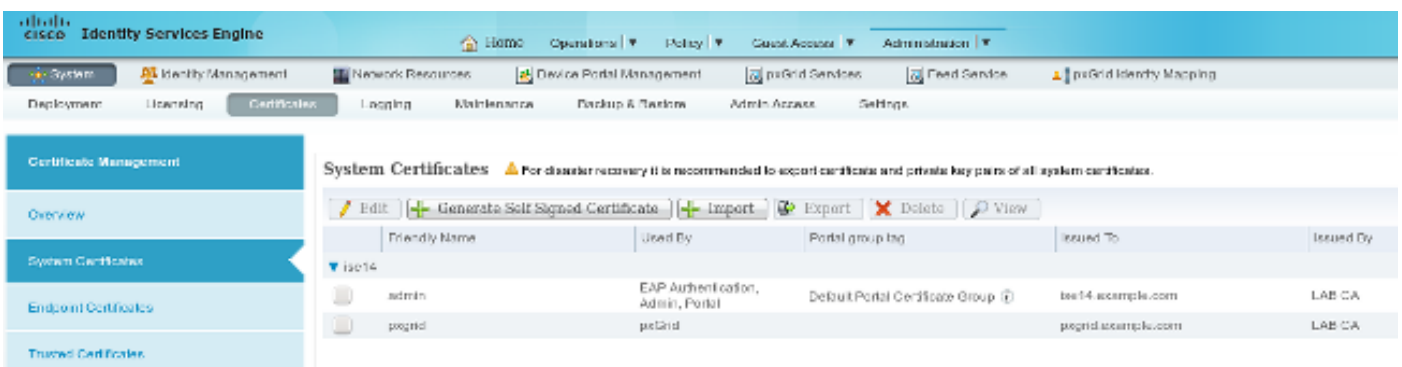 cisco Identity Services Engine
Home Operations Policy Guest Access Administration
System Identity Management Network Resources Device Portal Management pxGrid Services Feed Service pxGrid Identity Mapping
Deployment Licensing Certificates Logging Maintenance Backup & Restore Admin Access Settings
Certificate Management
Overview
System Certificates
Endpoint Certificates
Trusted Certificates
System Certificates For disaster recovery it is recommended to export certificate and private key pairs of all system certificates.
Edit Generate Self Signed Certificate Import Export Delete View
Friendly Name Used By Portal group tag Issued To Issued By
ise14
admin EAP Authentication, Admin, Portal Default Portal Certificate Group ise14.example.com LAB CA
pxgrid pxGrid pxgrid.example.com LAB CA